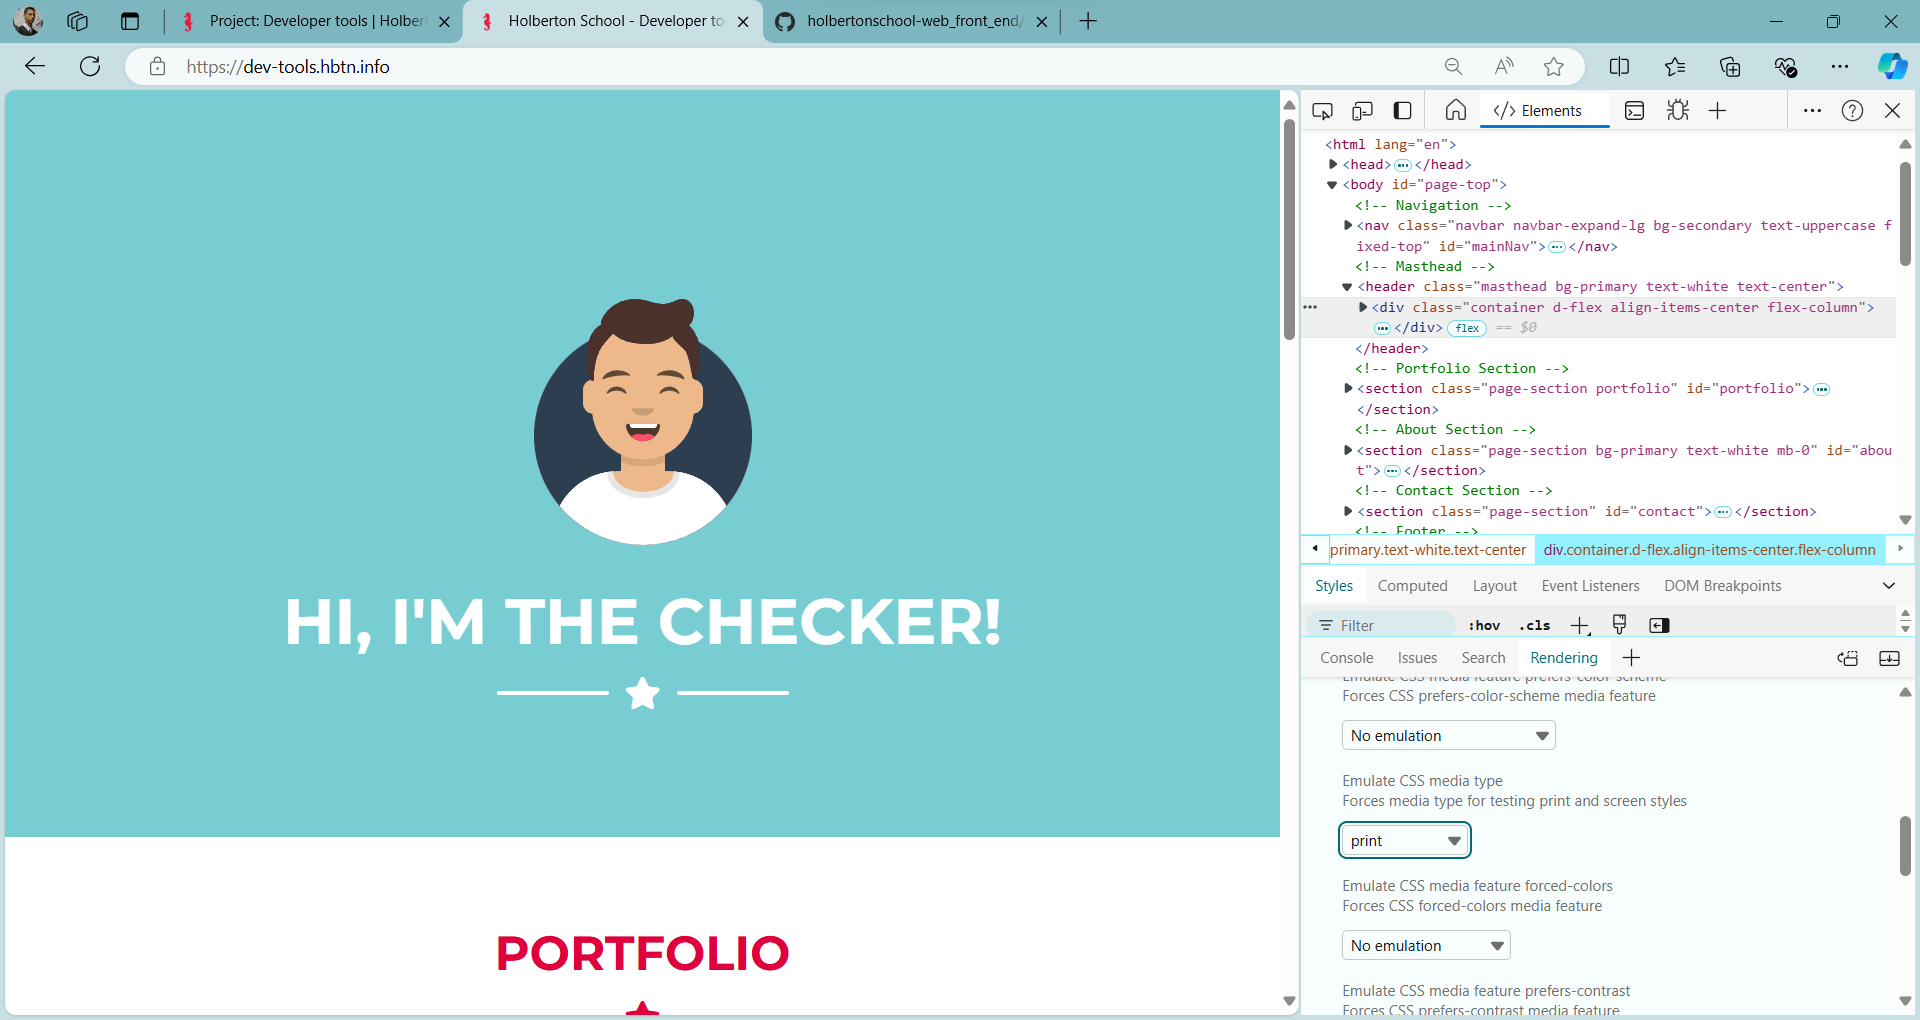 Project: Developer tools | Holbert
Holberton School - Developer to
holbertonschool-web_front_end/
https://dev-tools.hbtn.info
HI, I'M THE CHECKER!
PORTFOLIO
</> Elements
<html lang="en">
<head>…</head>
<body id="page-top">
<!-- Navigation -->
<nav class="navbar navbar-expand-lg bg-secondary text-uppercase f
ixed-top" id="mainNav">…</nav>
<!-- Masthead -->
<header class="masthead bg-primary text-white text-center">
<div class="container d-flex align-items-center flex-column">
…</div> flex == $0
</header>
<!-- Portfolio Section -->
<section class="page-section portfolio" id="portfolio">…
</section>
<!-- About Section -->
<section class="page-section bg-primary text-white mb-0" id="abou
t">…</section>
<!-- Contact Section -->
<section class="page-section" id="contact">…</section>
<!-- Footer -->
primary.text-white.text-center div.container.d-flex.align-items-center.flex-column
Styles Computed Layout Event Listeners DOM Breakpoints
Filter :hov .cls
Console Issues Search Rendering
Emulate CSS media feature prefers-color-scheme
Forces CSS prefers-color-scheme media feature
No emulation
Emulate CSS media type
Forces media type for testing print and screen styles
print
Emulate CSS media feature forced-colors
Forces CSS forced-colors media feature
No emulation
Emulate CSS media feature prefers-contrast
Forces CSS prefers-contrast media feature